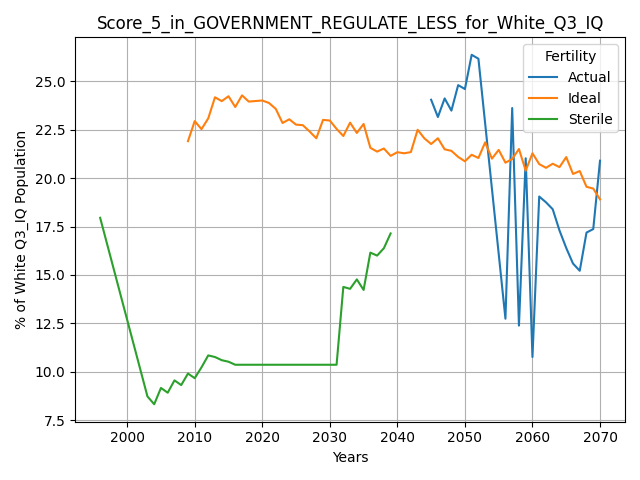 Score_5_in_GOVERNMENT_REGULATE_LESS_for_White_Q3_IQ
Fertility
Actual
Ideal
Sterile
% of White Q3_IQ Population
25.0
22.5
20.0
17.5
15.0
12.5
10.0
7.5
2000 2010 2020 2030 2040 2050 2060 2070
Years